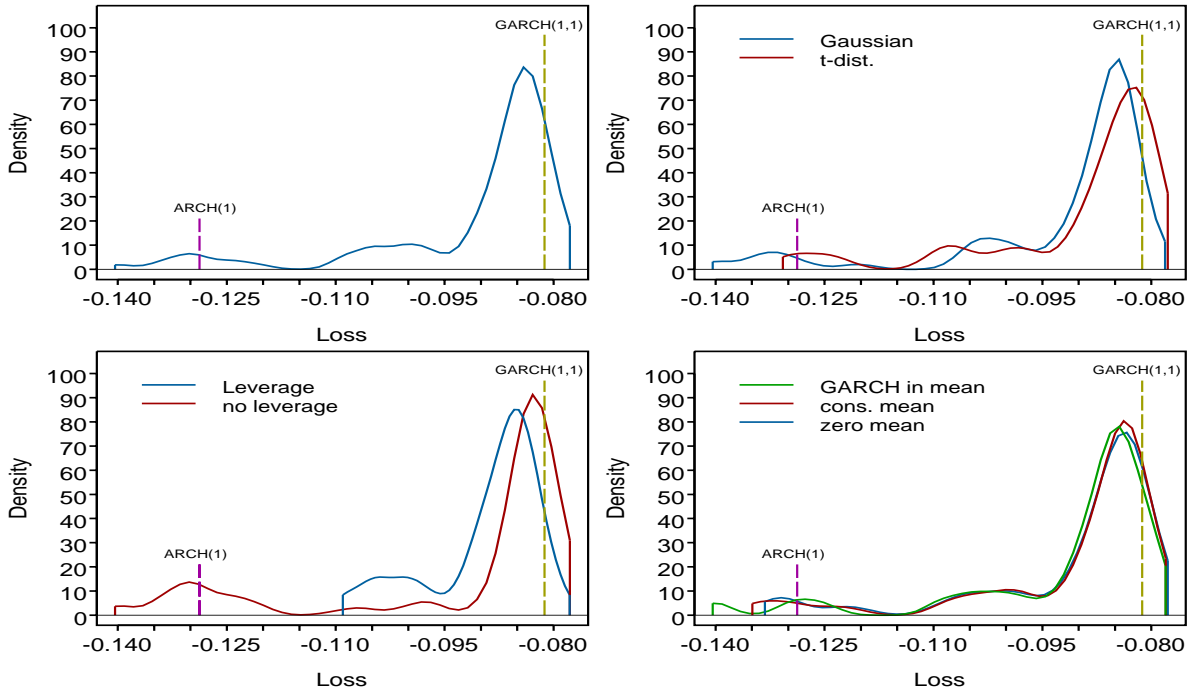 100
90
80
70
60
50
40
30
20
10
0
Density
GARCH(1,1)
ARCH(1)
-0.140
-0.125
-0.110
-0.095
-0.080
Loss
100
90
80
70
60
50
40
30
20
10
0
Density
GARCH(1,1)
Gaussian
t-dist.
ARCH(1)
-0.140
-0.125
-0.110
-0.095
-0.080
Loss
100
90
80
70
60
50
40
30
20
10
0
Density
GARCH(1,1)
Leverage
no leverage
ARCH(1)
-0.140
-0.125
-0.110
-0.095
-0.080
Loss
100
90
80
70
60
50
40
30
20
10
0
Density
GARCH(1,1)
GARCH in mean
cons. mean
zero mean
ARCH(1)
-0.140
-0.125
-0.110
-0.095
-0.080
Loss